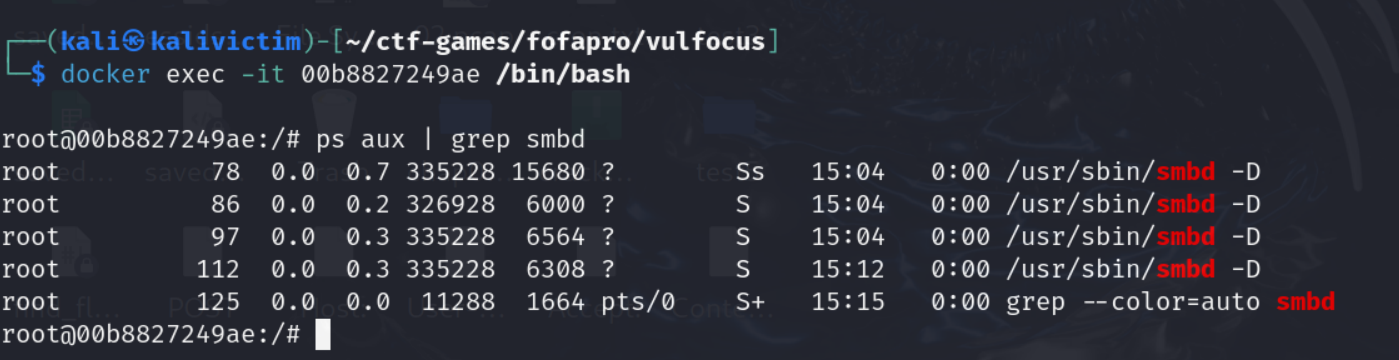 ┌──(kali㉿kalivictim)-[~/ctf-games/fofapro/vulfocus]
└─$ docker exec -it 00b8827249ae /bin/bash
root@00b8827249ae:/# ps aux | grep smbd
root          78  0.0  0.7 335228 15680 ?        Ss   15:04   0:00 /usr/sbin/smbd -D
root          86  0.0  0.2 326928  6000 ?        S    15:04   0:00 /usr/sbin/smbd -D
root          97  0.0  0.3 335228  6564 ?        S    15:04   0:00 /usr/sbin/smbd -D
root         112  0.0  0.3 335228  6308 ?        S    15:12   0:00 /usr/sbin/smbd -D
root         125  0.0  0.0  11288  1664 pts/0    S+   15:15   0:00 grep --color=auto smbd
root@00b8827249ae:/#